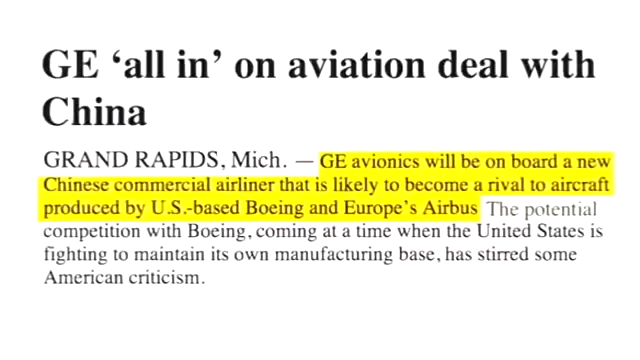 GE ‘all in’ on aviation deal with
China
GRAND RAPIDS, Mich. — GE avionics will be on board a new
Chinese commercial airliner that is likely to become a rival to aircraft
produced by U.S.-based Boeing and Europe’s Airbus The potential
competition with Boeing, coming at a time when the United States is
fighting to maintain its own manufacturing base, has stirred some
American criticism.